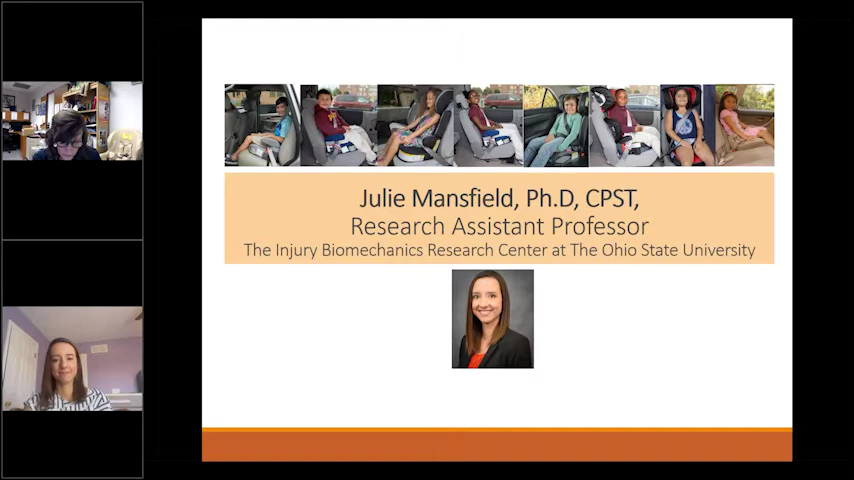 Julie Mansfield, Ph.D, CPST,
Research Assistant Professor
The Injury Biomechanics Research Center at The Ohio State University